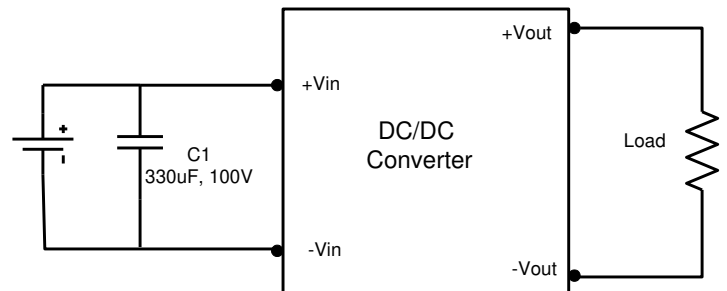 +Vout
+Vin
DC/DC
Converter
Load
C1
330uF, 100V
-Vin
-Vout
+
-